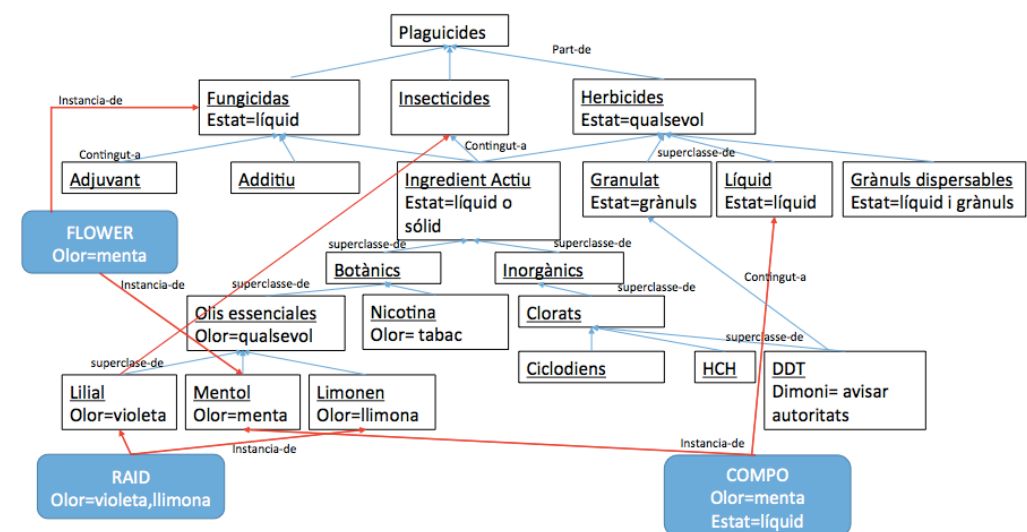 Plaguicides
Part-de
Instancia-de
Fungicidas
Estat=líquid
Insecticides
Herbicides
Estat=qualsevol
Contingut-a
Contingut-a
superclasse-de
Adjuvant
Additiu
Ingredient Actiu
Estat=líquid o
sólid
Granulat
Estat=grànuls
Líquid
Estat=líquid
Grànuls dispersables
Estat=líquid i grànuls
FLOWER
Olor=menta
superclasse-de
superclasse-de
Botànics
Inorgànics
Instancia-de
superclasse-de
superclasse-de
Contingut-a
Olis essenciales
Olor=qualsevol
Nicotina
Olor= tabac
Clorats
superclasse-de
superclase-de
Ciclodiens
HCH
DDT
Dimoni= avisar
autoritats
Lilial
Olor=violeta
Mentol
Olor=menta
Limonen
Olor=llimona
Instancia-de
Instancia-de
RAID
Olor=violeta,llimona
COMPO
Olor=menta
Estat=líquid